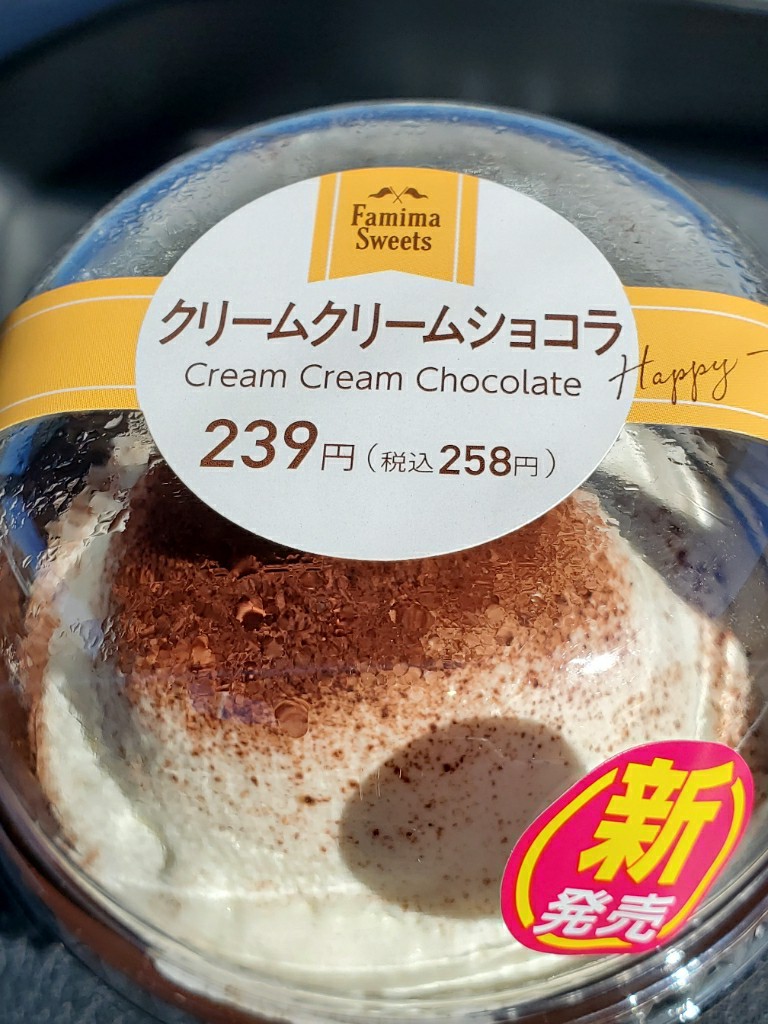 Famima
Sweets
クリームクリームショコラ
Cream Cream Chocolate
Happy
239円(税込258円)
新
発売